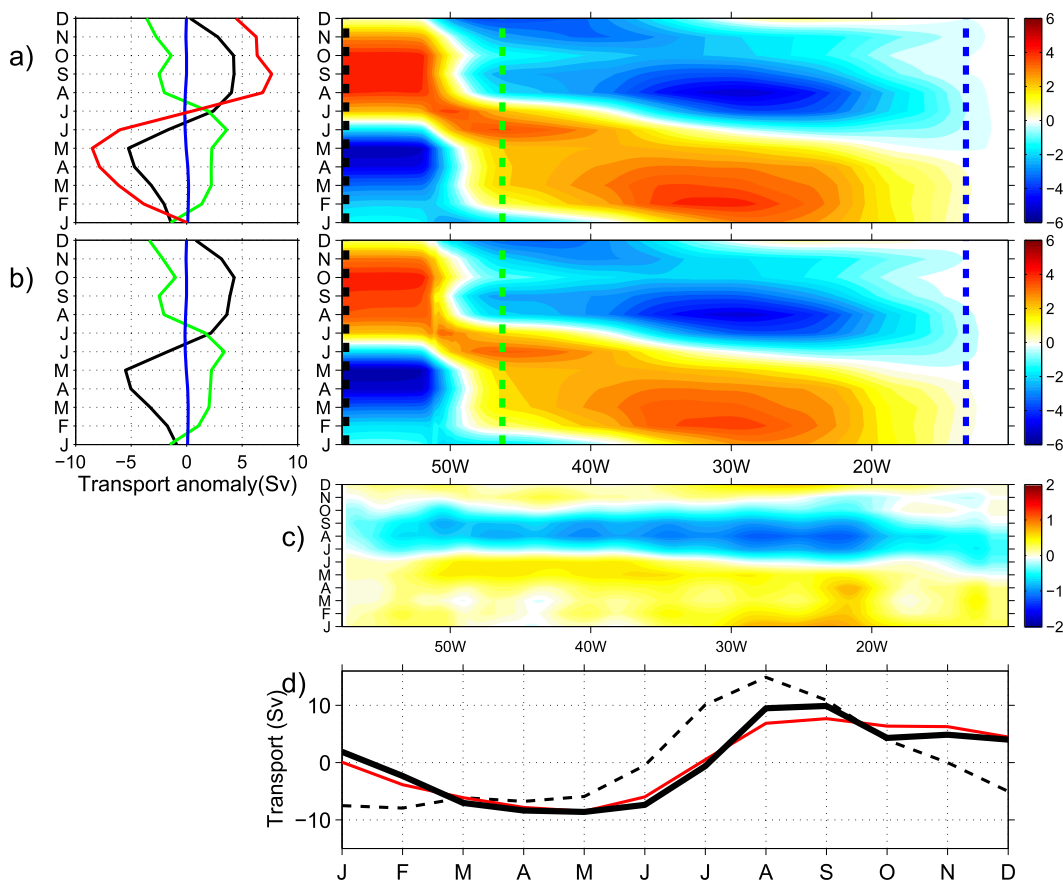 a)
D
N
O
S
A
J
J
M
A
M
F
J
6
4
2
0
−2
−4
−6
b)
D
N
O
S
A
J
J
M
A
M
F
J
−10
−5
0
5
10
Transport anomaly(Sv)
50W
40W
30W
20W
6
4
2
0
−2
−4
−6
c)
D
N
O
S
A
J
J
M
A
M
F
J
50W
40W
30W
20W
2
1
0
−1
−2
d)
Transport (Sv)
10
0
−10
J F M A M J J A S O N D